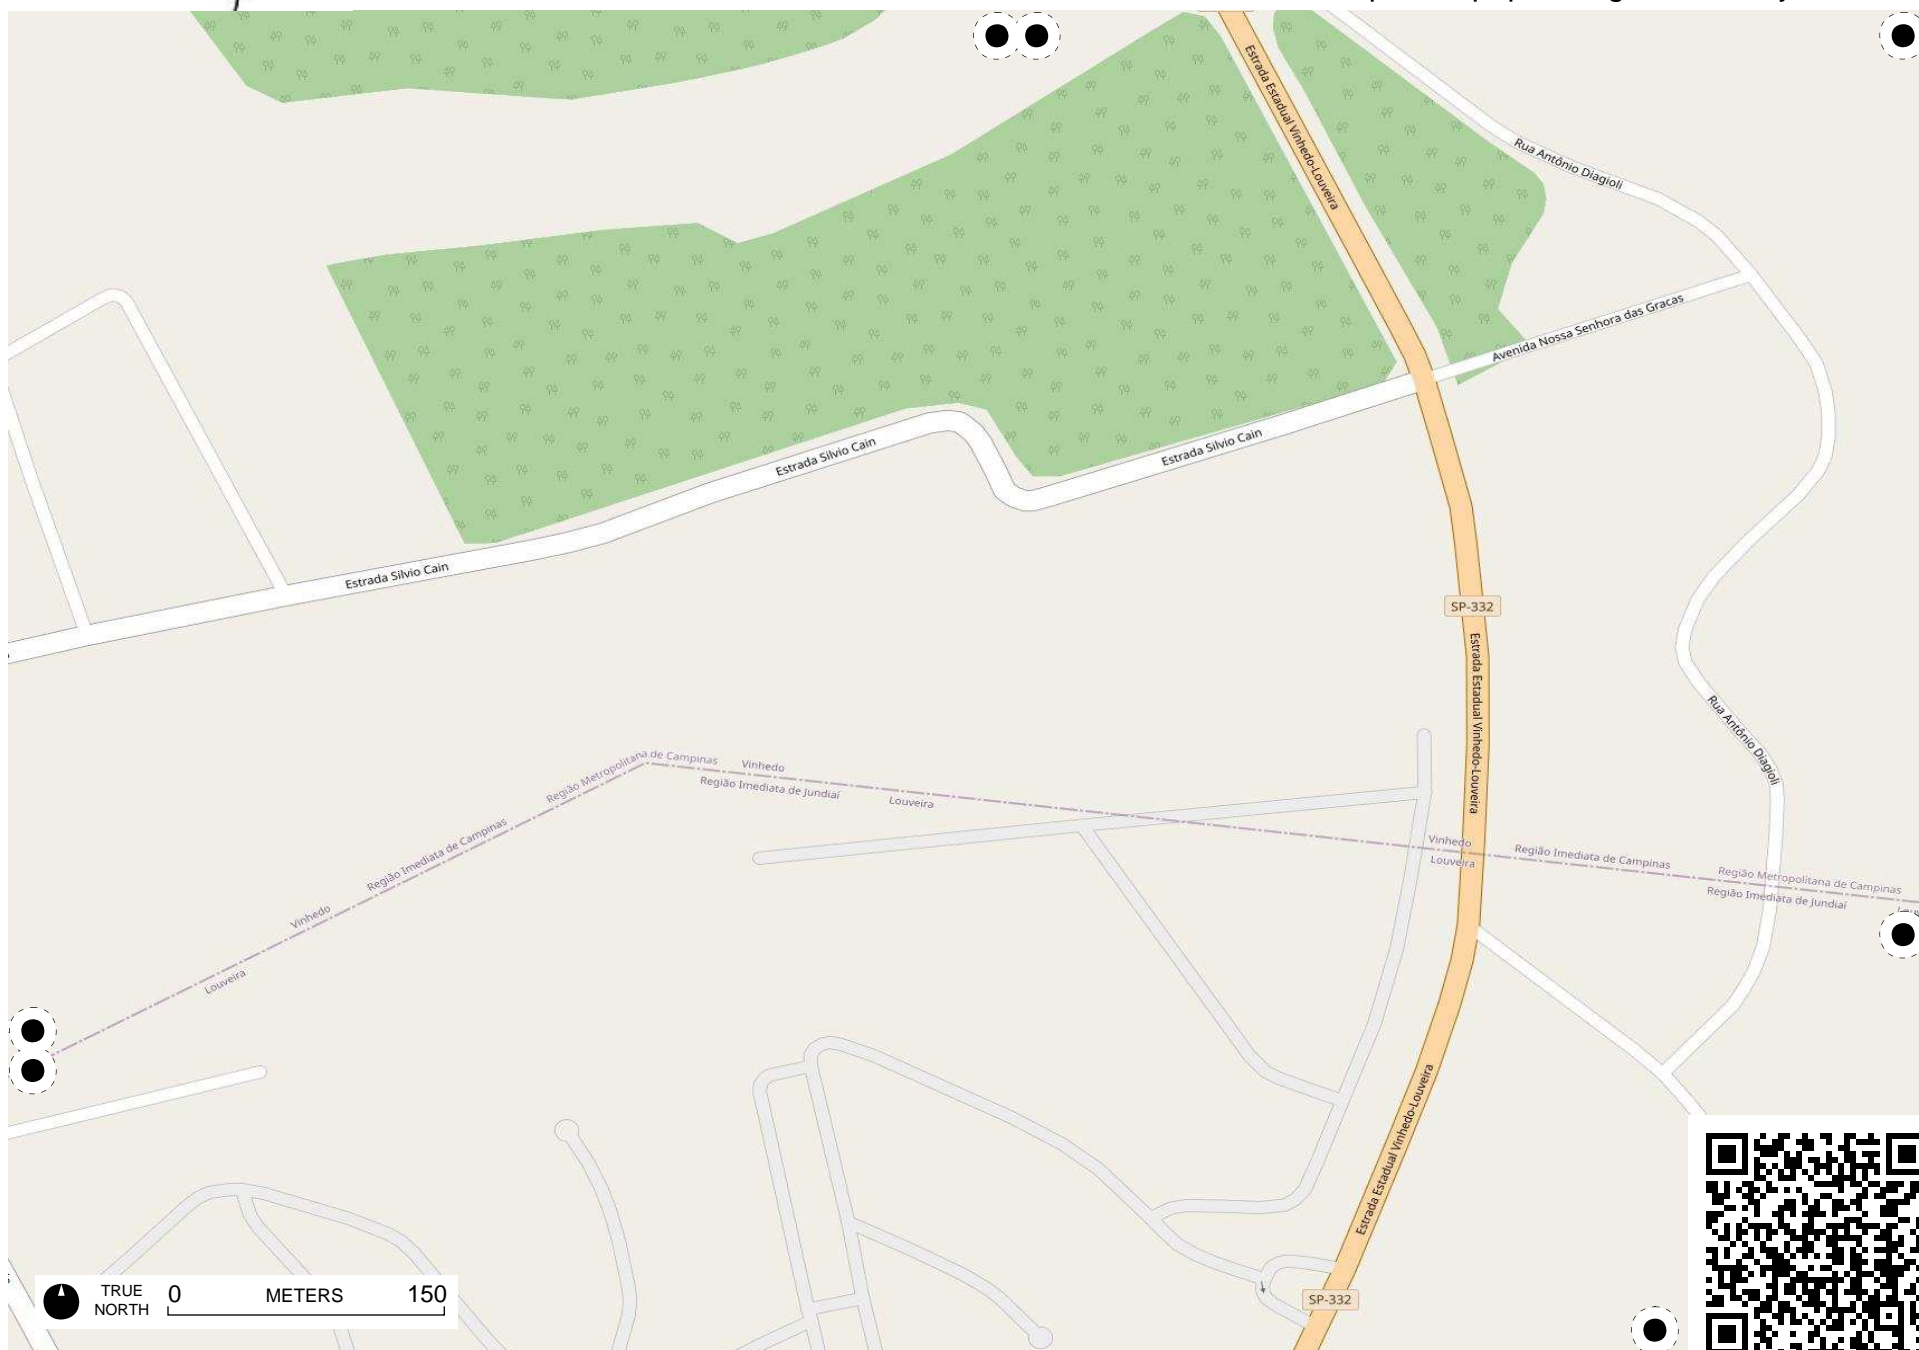 Estrada Estadual Vinhedo-Louveira
Rua Antônio Diagioli
Avenida Nossa Senhora das Gracas
Estrada Silvio Cain
Estrada Silvio Cain
Estrada Silvio Cain
SP-332
Estrada Estadual Vinhedo-Louveira
Rua Antônio Diagioli
Região Metropolitana de Campinas
Vinhedo
Região Imediata de Jundiaí
Louveira
Região Imediata de Campinas
Vinhedo
Louveira
Região Imediata de Campinas
Região Metropolitana de Campinas
Região Imediata de Jundiaí
Vinhedo
Louveira
Estrada Estadual Vinhedo-Louveira
TRUE
NORTH
0 METERS 150
SP-332